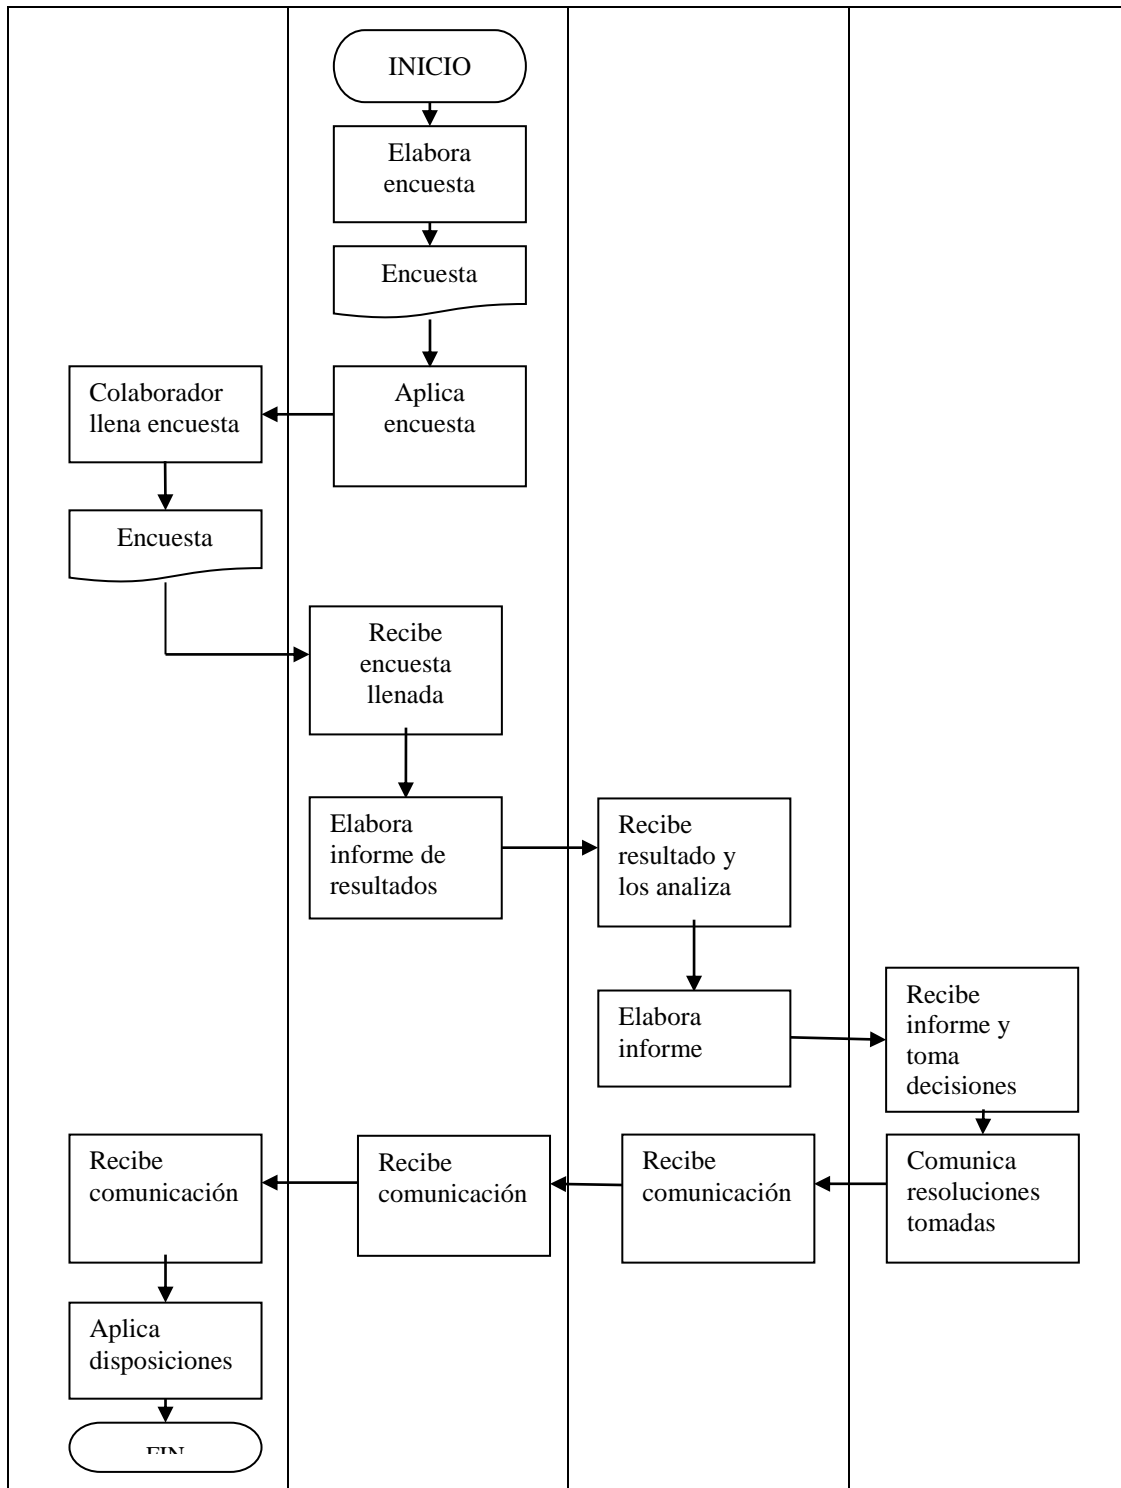 INICIO
Elabora
encuesta
Encuesta
Colaborador
llena encuesta
Aplica
encuesta
Encuesta
Recibe
encuesta
llenada
Elabora
informe de
resultados
Recibe
resultado y
los analiza
Elabora
informe
Recibe
informe y
toma
decisiones
Recibe
comunicación
Recibe
comunicación
Recibe
comunicación
Comunica
resoluciones
tomadas
Aplica
disposiciones
FIN